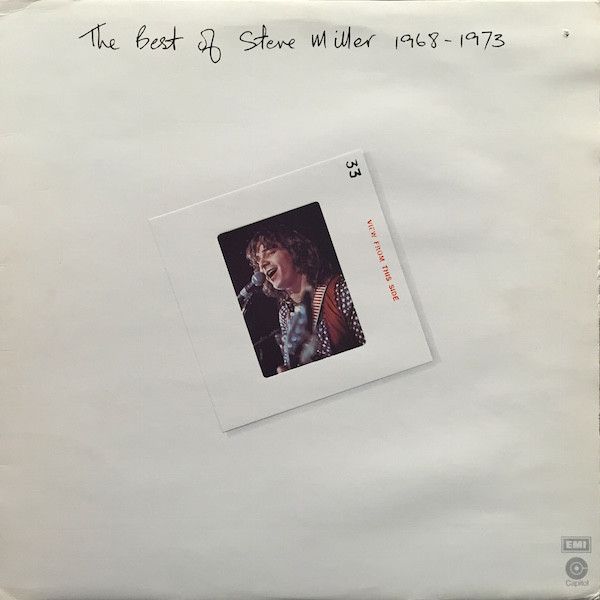 The Best of Steve Miller 1968-1973
33
VIEW FROM THIS SIDE
EMI
Capitol